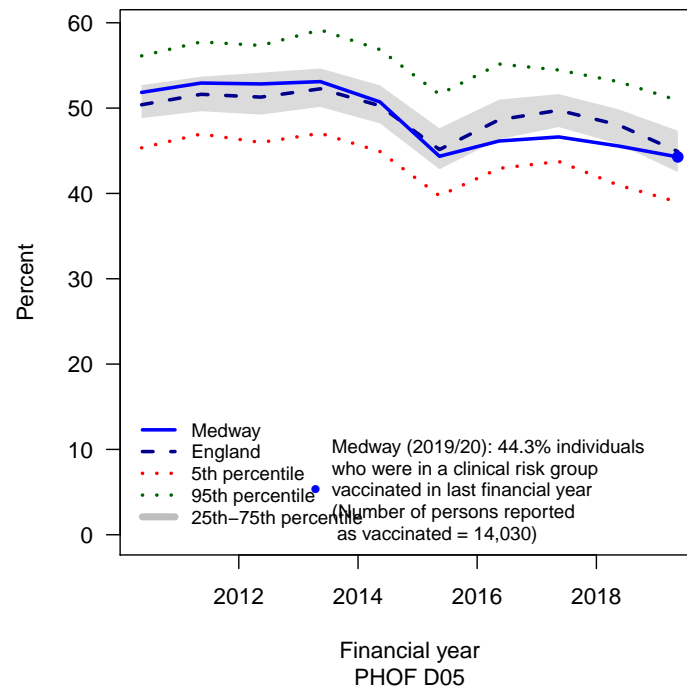 60
50
40
30
20
10
0
Percent
Medway
England
5th percentile
95th percentile
25th−75th percentile
Medway (2019/20): 44.3% individuals
who were in a clinical risk group
vaccinated in last financial year
(Number of persons reported
as vaccinated = 14,030)
2012
2014
2016
2018
Financial year
PHOF D05